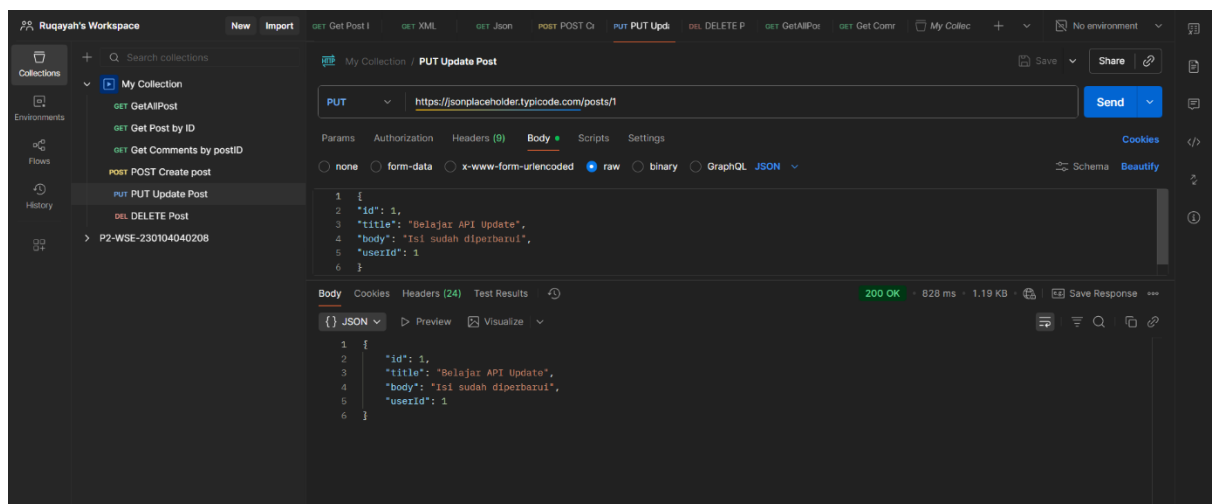 Ruqayah's Workspace New Import GET Get Post I GET XML GET Json POST POST Cr PUT PUT Upda DEL DELETE P GET GetAllPos GET Get Comr My Collec No environment
Collections
Environments
Flows
History
Search collections
My Collection
GET GetAllPost
GET Get Post by ID
GET Get Comments by postID
POST POST Create post
PUT PUT Update Post
DEL DELETE Post
P2-WSE-230104040208
HTTP My Collection / PUT Update Post Save Share
PUT https://jsonplaceholder.typicode.com/posts/1 Send
Params Authorization Headers (9) Body Scripts Settings Cookies
none form-data x-www-form-urlencoded raw binary GraphQL JSON Schema Beautify
1 {
2 "id": 1,
3 "title": "Belajar API Update",
4 "body": "Isi sudah diperbarui",
5 "userId": 1
6 }
Body Cookies Headers (24) Test Results 200 OK 828 ms 1.19 KB Save Response
{} JSON Preview Visualize
1 {
2 "id": 1,
3 "title": "Belajar API Update",
4 "body": "Isi sudah diperbarui",
5 "userId": 1
6 }